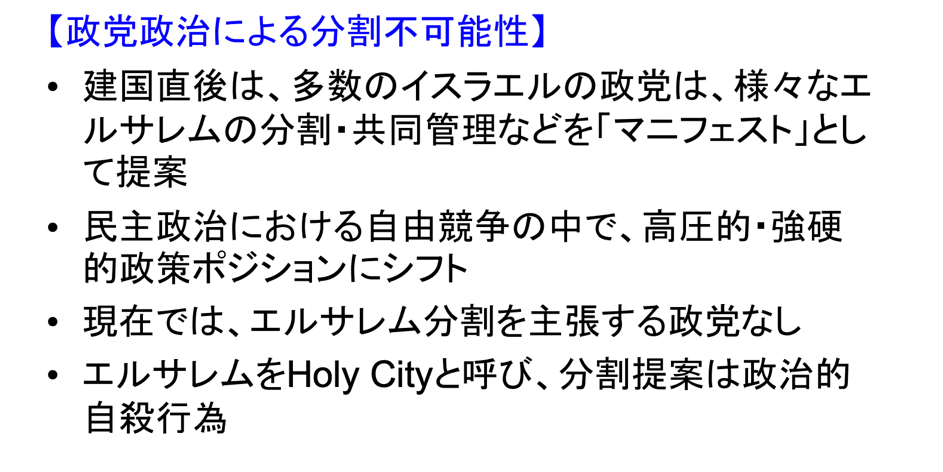 【政党政治による分割不可能性】
• 建国直後は、多数のイスラエルの政党は、様々なエ
ルサレムの分割・共同管理などを「マニフェスト」とし
て提案
• 民主政治における自由競争の中で、高圧的・強硬
的政策ポジションにシフト
• 現在では、エルサレム分割を主張する政党なし
• エルサレムをHoly Cityと呼び、分割提案は政治的
自殺行為